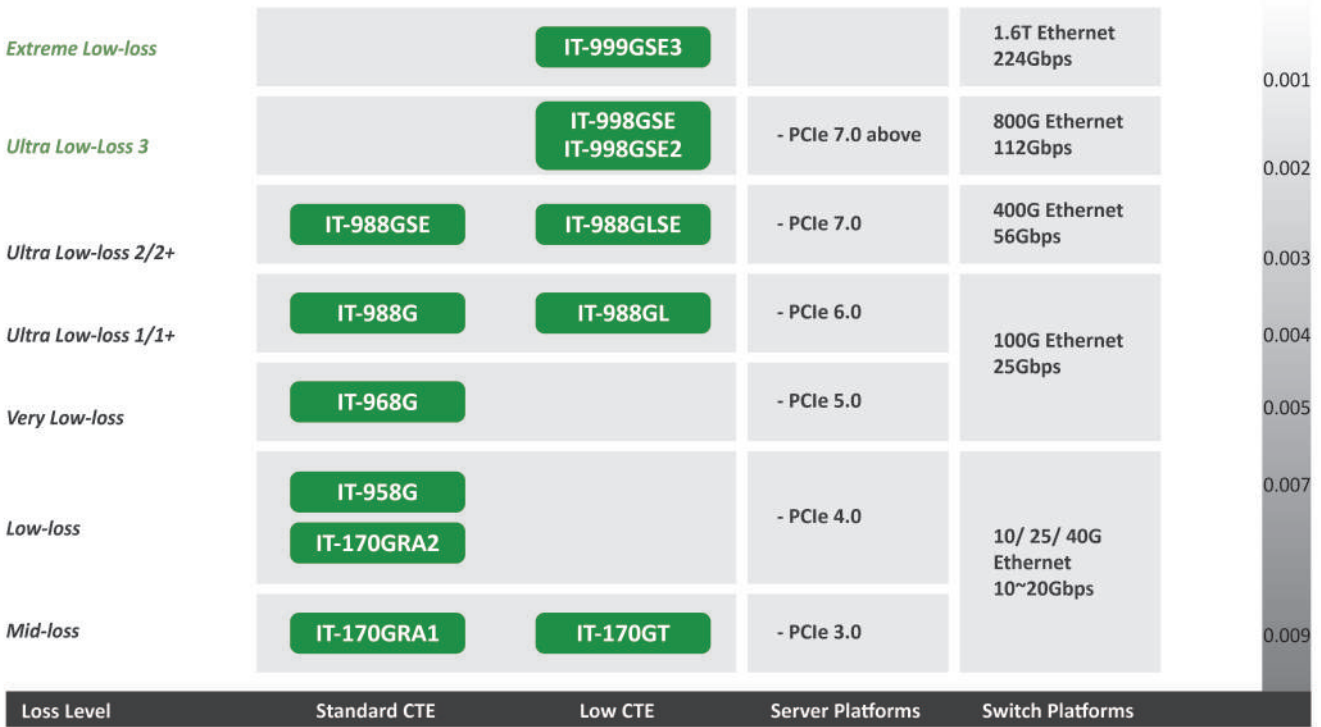 Extreme Low-loss
IT-999GSE3
1.6T Ethernet
224Gbps
0.001
Ultra Low-Loss 3
IT-998GSE
IT-998GSE2
- PCIe 7.0 above
800G Ethernet
112Gbps
0.002
Ultra Low-loss 2/2+
IT-988GSE
IT-988GLSE
- PCIe 7.0
400G Ethernet
56Gbps
0.003
Ultra Low-loss 1/1+
IT-988G
IT-988GL
- PCIe 6.0
100G Ethernet
25Gbps
0.004
Very Low-loss
IT-968G
- PCIe 5.0
0.005
Low-loss
IT-958G
IT-170GRA2
- PCIe 4.0
0.007
10/ 25/ 40G
Ethernet
10~20Gbps
Mid-loss
IT-170GRA1
IT-170GT
- PCIe 3.0
0.009
Loss Level
Standard CTE
Low CTE
Server Platforms
Switch Platforms